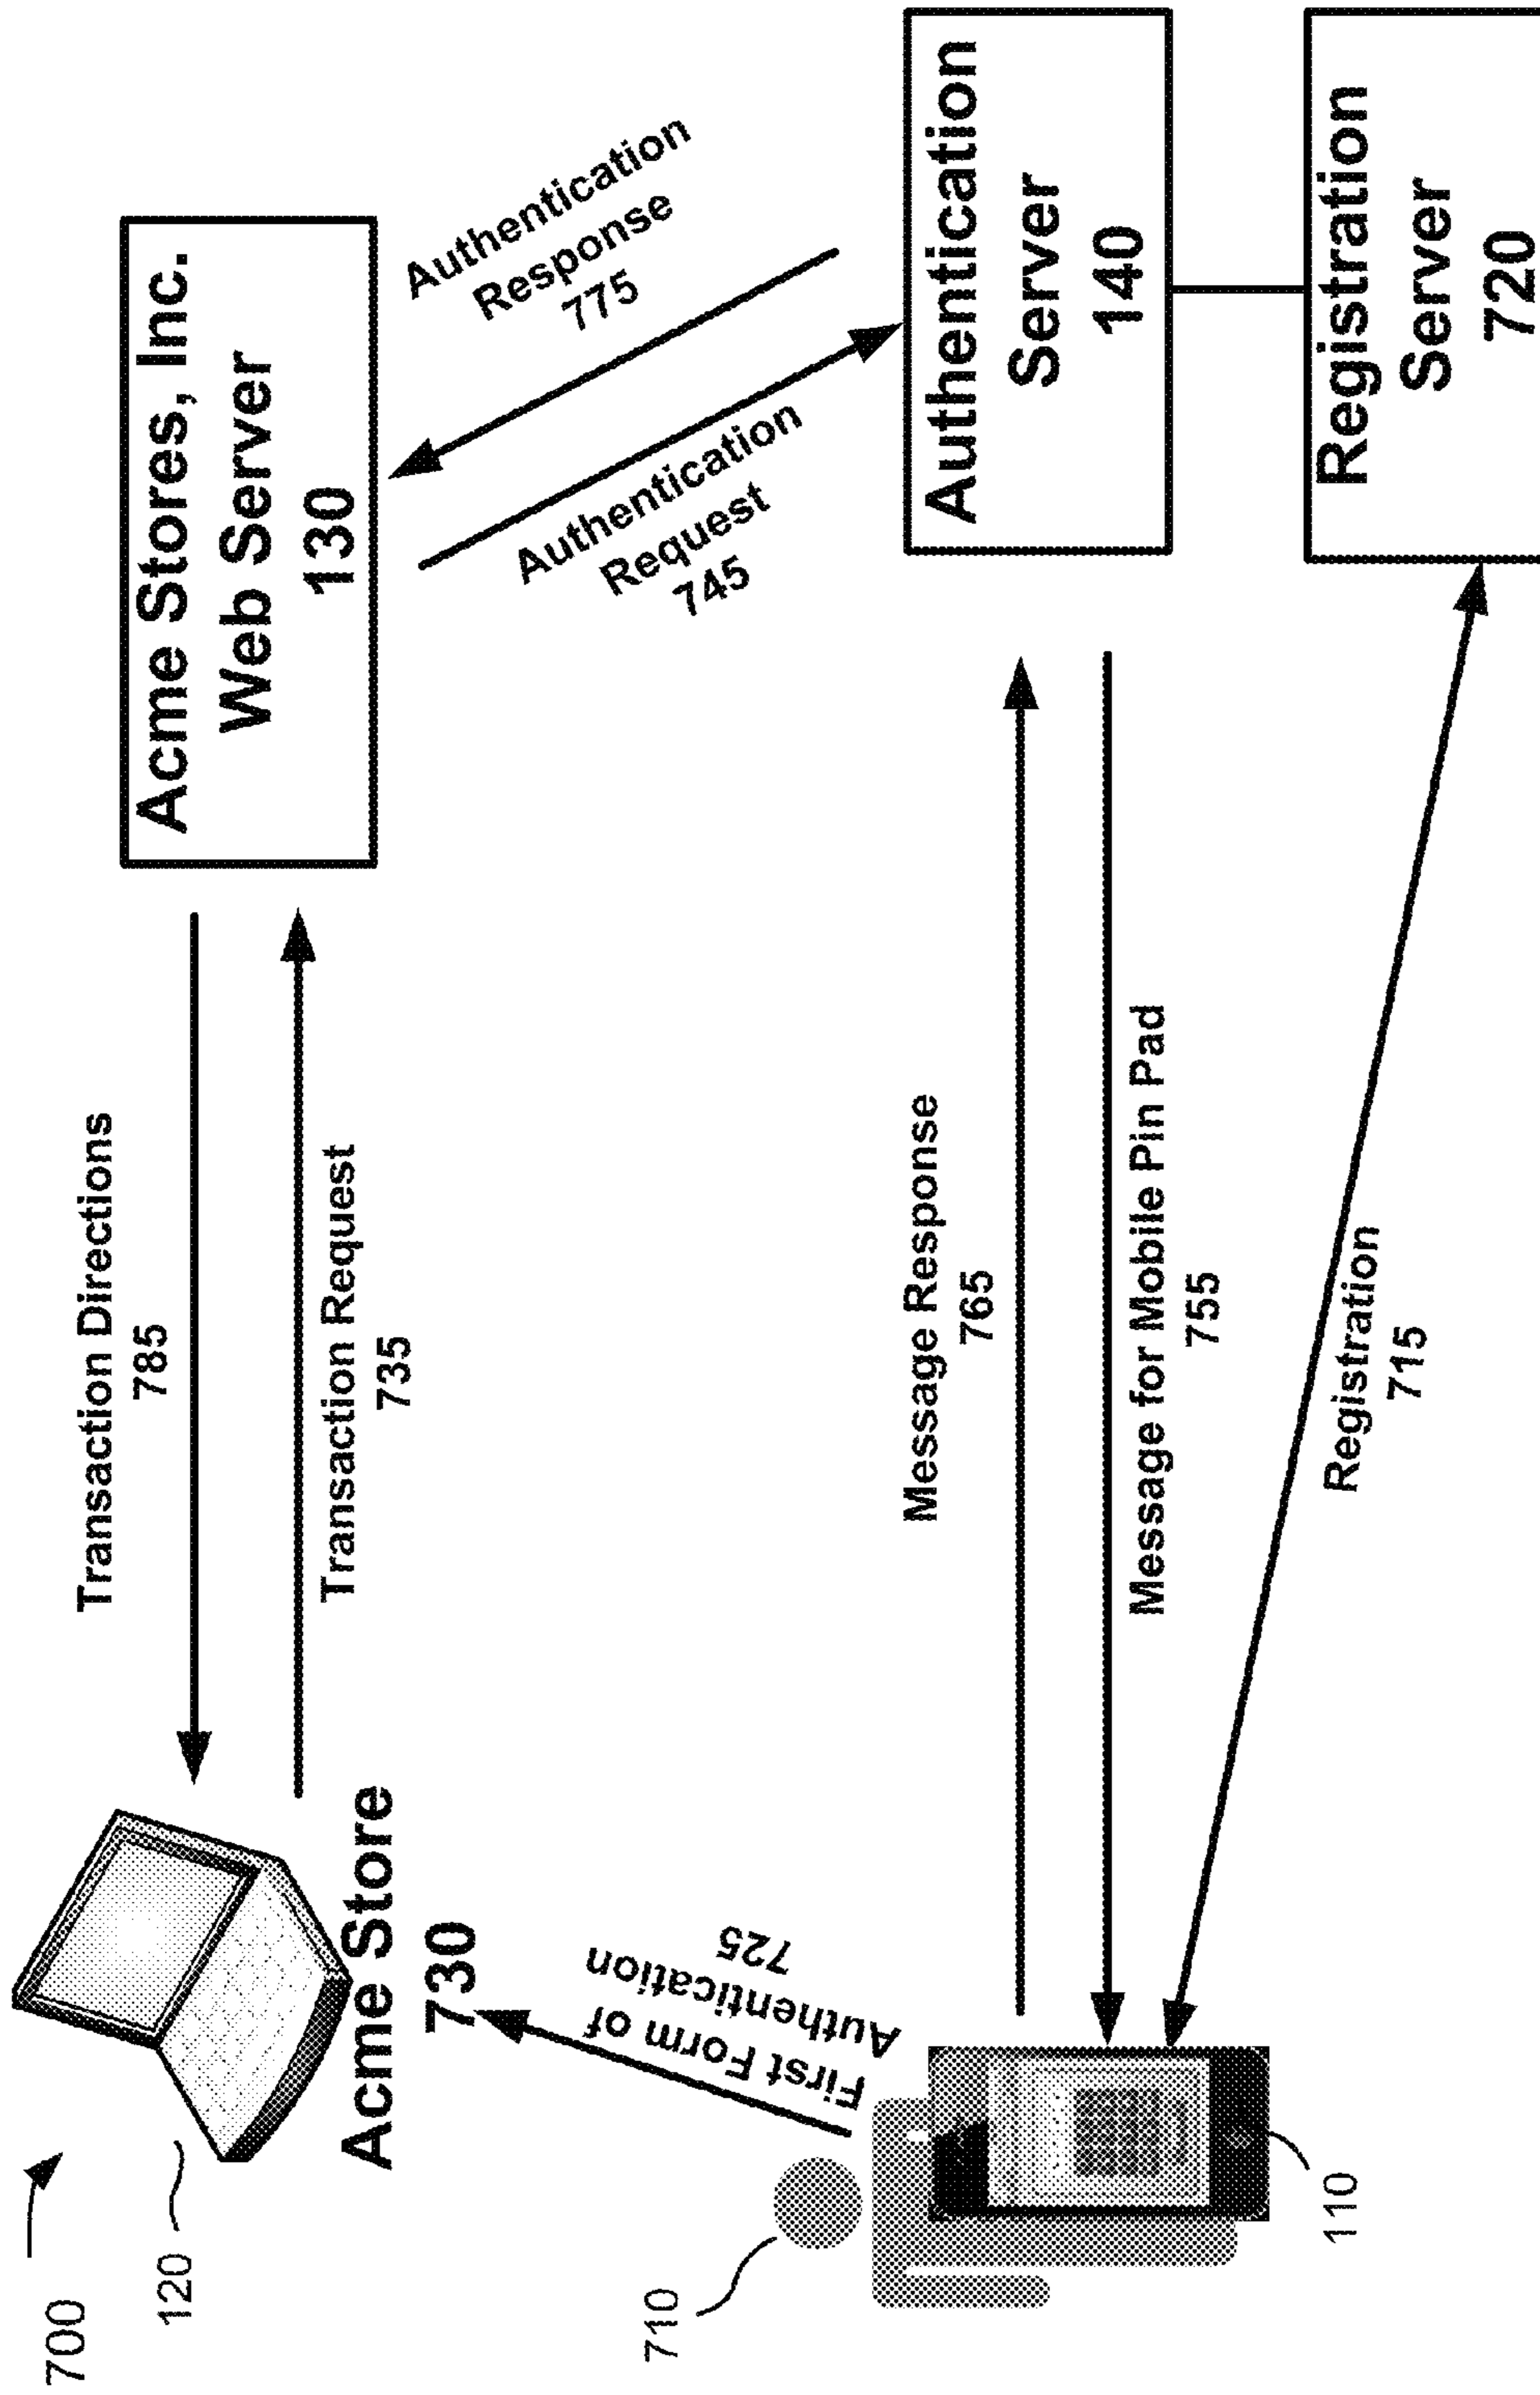 700
120
Transaction Directions
785
Acme Stores, Inc.
Web Server
130
Transaction Request
735
Acme Store
730
Authentication
Response
775
Authentication
Request
745
First Form of
Authentication
725
710
Message Response
765
Authentication
Server
140
Message for Mobile Pin Pad
755
110
Registration
715
Registration
Server
720